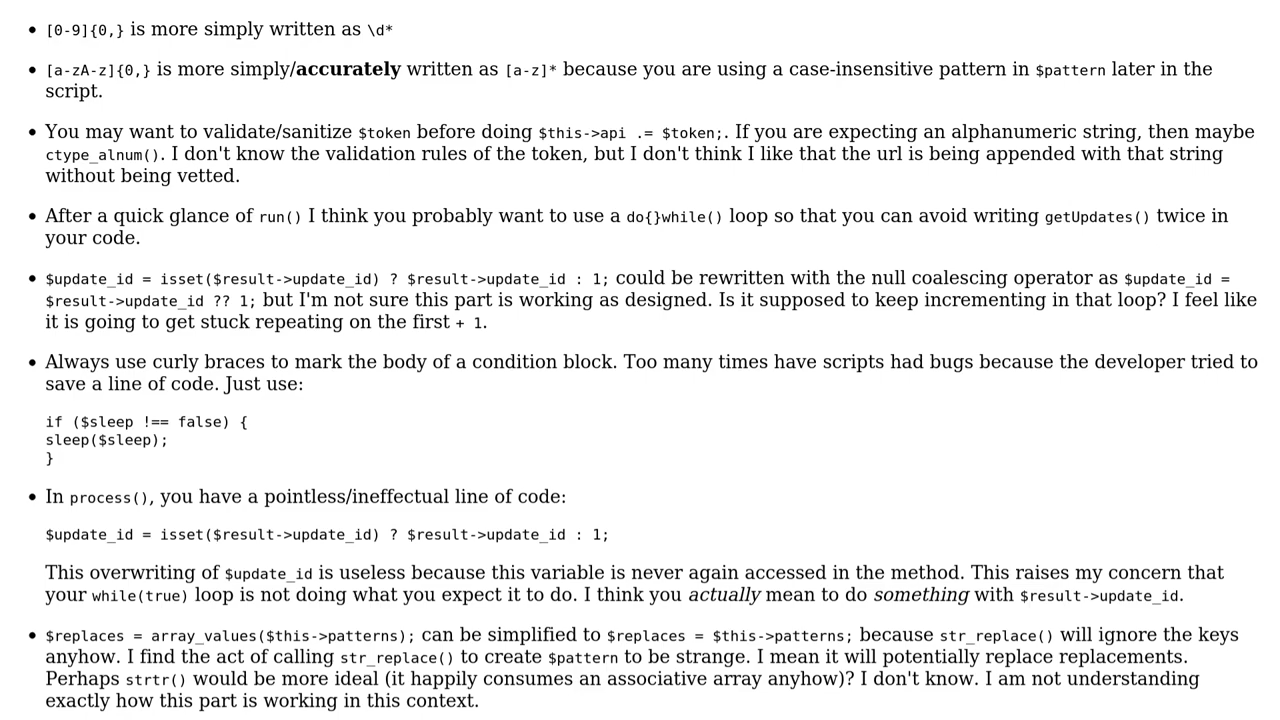 • [0-9]{0,} is more simply written as \d*
• [a-zA-z]{0,} is more simply/accurately written as [a-z]* because you are using a case-insensitive pattern in $pattern later in the
script.
• You may want to validate/sanitize $token before doing $this->api .= $token;. If you are expecting an alphanumeric string, then maybe
ctype_alnum(). I don't know the validation rules of the token, but I don't think I like that the url is being appended with that string
without being vetted.
• After a quick glance of run() I think you probably want to use a do{}while() loop so that you can avoid writing getUpdates() twice in
your code.
• $update_id = isset($result->update_id) ? $result->update_id : 1; could be rewritten with the null coalescing operator as $update_id =
$result->update_id ?? 1; but I'm not sure this part is working as designed. Is it supposed to keep incrementing in that loop? I feel like
it is going to get stuck repeating on the first + 1.
• Always use curly braces to mark the body of a condition block. Too many times have scripts had bugs because the developer tried to
save a line of code. Just use:
if ($sleep !== false) {
sleep($sleep);
}
• In process(), you have a pointless/ineffectual line of code:
$update_id = isset($result->update_id) ? $result->update_id : 1;
This overwriting of $update_id is useless because this variable is never again accessed in the method. This raises my concern that
your while(true) loop is not doing what you expect it to do. I think you actually mean to do something with $result->update_id.
• $replaces = array_values($this->patterns); can be simplified to $replaces = $this->patterns; because str_replace() will ignore the keys
anyhow. I find the act of calling str_replace() to create $pattern to be strange. I mean it will potentially replace replacements.
Perhaps strtr() would be more ideal (it happily consumes an associative array anyhow)? I don't know. I am not understanding
exactly how this part is working in this context.